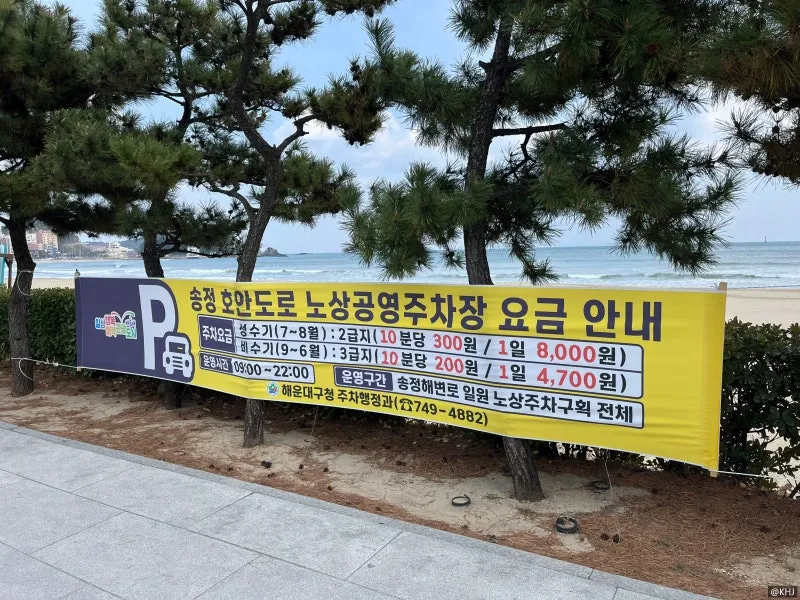 송정 호안도로 노상공영주차장 요금 안내
P
주차요금
성수기(7~8월) : 2급지(10분당 300원 / 1일 8,000원)
비수기(9~6월) : 3급지(10분당 200원 / 1일 4,700원)
운영시간 09:00 ~ 22:00
운영구간 송정해변로 일원 노상주차구획 전체
해운대구청 주차행정과(☎749-4882)
@KHJ